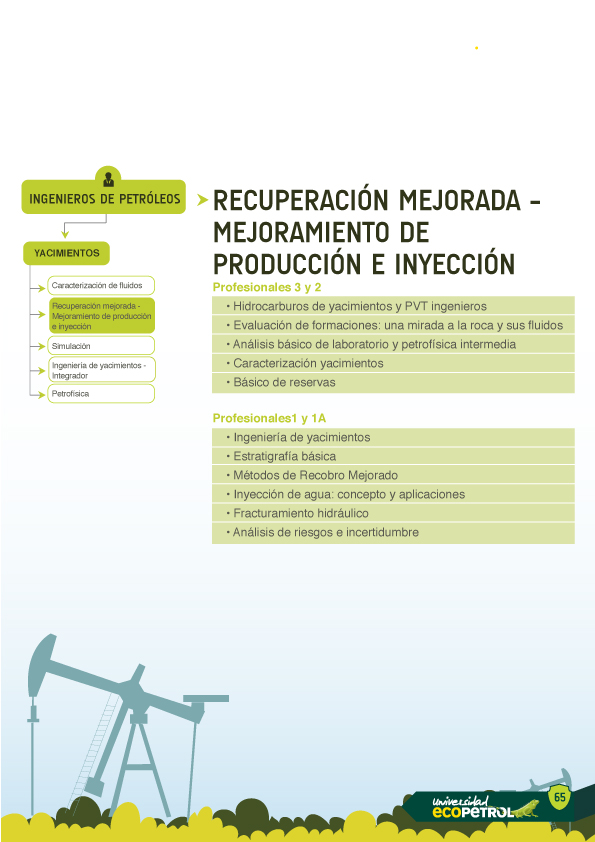 INGENIEROS DE PETRÓLEOS
YACIMIENTOS
Caracterización de fluidos
Recuperación mejorada -
Mejoramiento de producción
e inyección
Simulación
Ingeniería de yacimientos -
Integrador
Petrofísica
RECUPERACIÓN MEJORADA -
MEJORAMIENTO DE
PRODUCCIÓN E INYECCIÓN
Profesionales 3 y 2
• Hidrocarburos de yacimientos y PVT ingenieros
• Evaluación de formaciones: una mirada a la roca y sus fluidos
• Análisis básico de laboratorio y petrofísica intermedia
• Caracterización yacimientos
• Básico de reservas
Profesionales1 y 1A
• Ingeniería de yacimientos
• Estratigrafía básica
• Métodos de Recobro Mejorado
• Inyección de agua: concepto y aplicaciones
• Fracturamiento hidráulico
• Análisis de riesgos e incertidumbre
universidad
ecopetrol
65